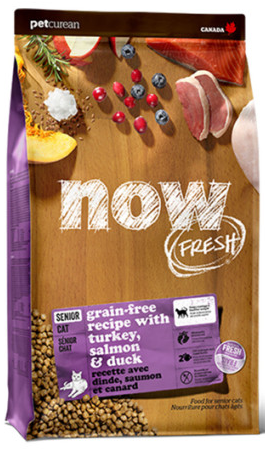 petcurean
CANADA
now
FRESH
SENIOR
CAT
SÉNIOR
CHAT
grain-free
recipe with
turkey,
salmon
& duck
recette avec
dinde, saumon
et canard
FRESH
Food for senior cats
Nourriture pour chats âgés